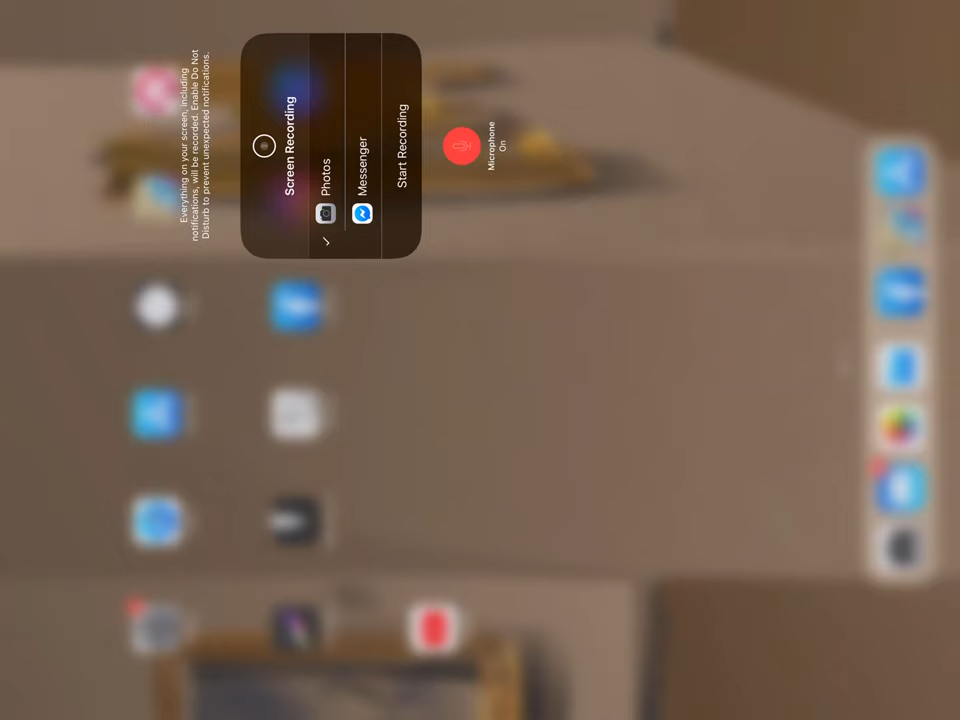 Everything on your screen, including
notifications, will be recorded. Enable Do Not
Disturb to prevent unexpected notifications.
Screen Recording
Photos
Messenger
Start Recording
Microphone
On